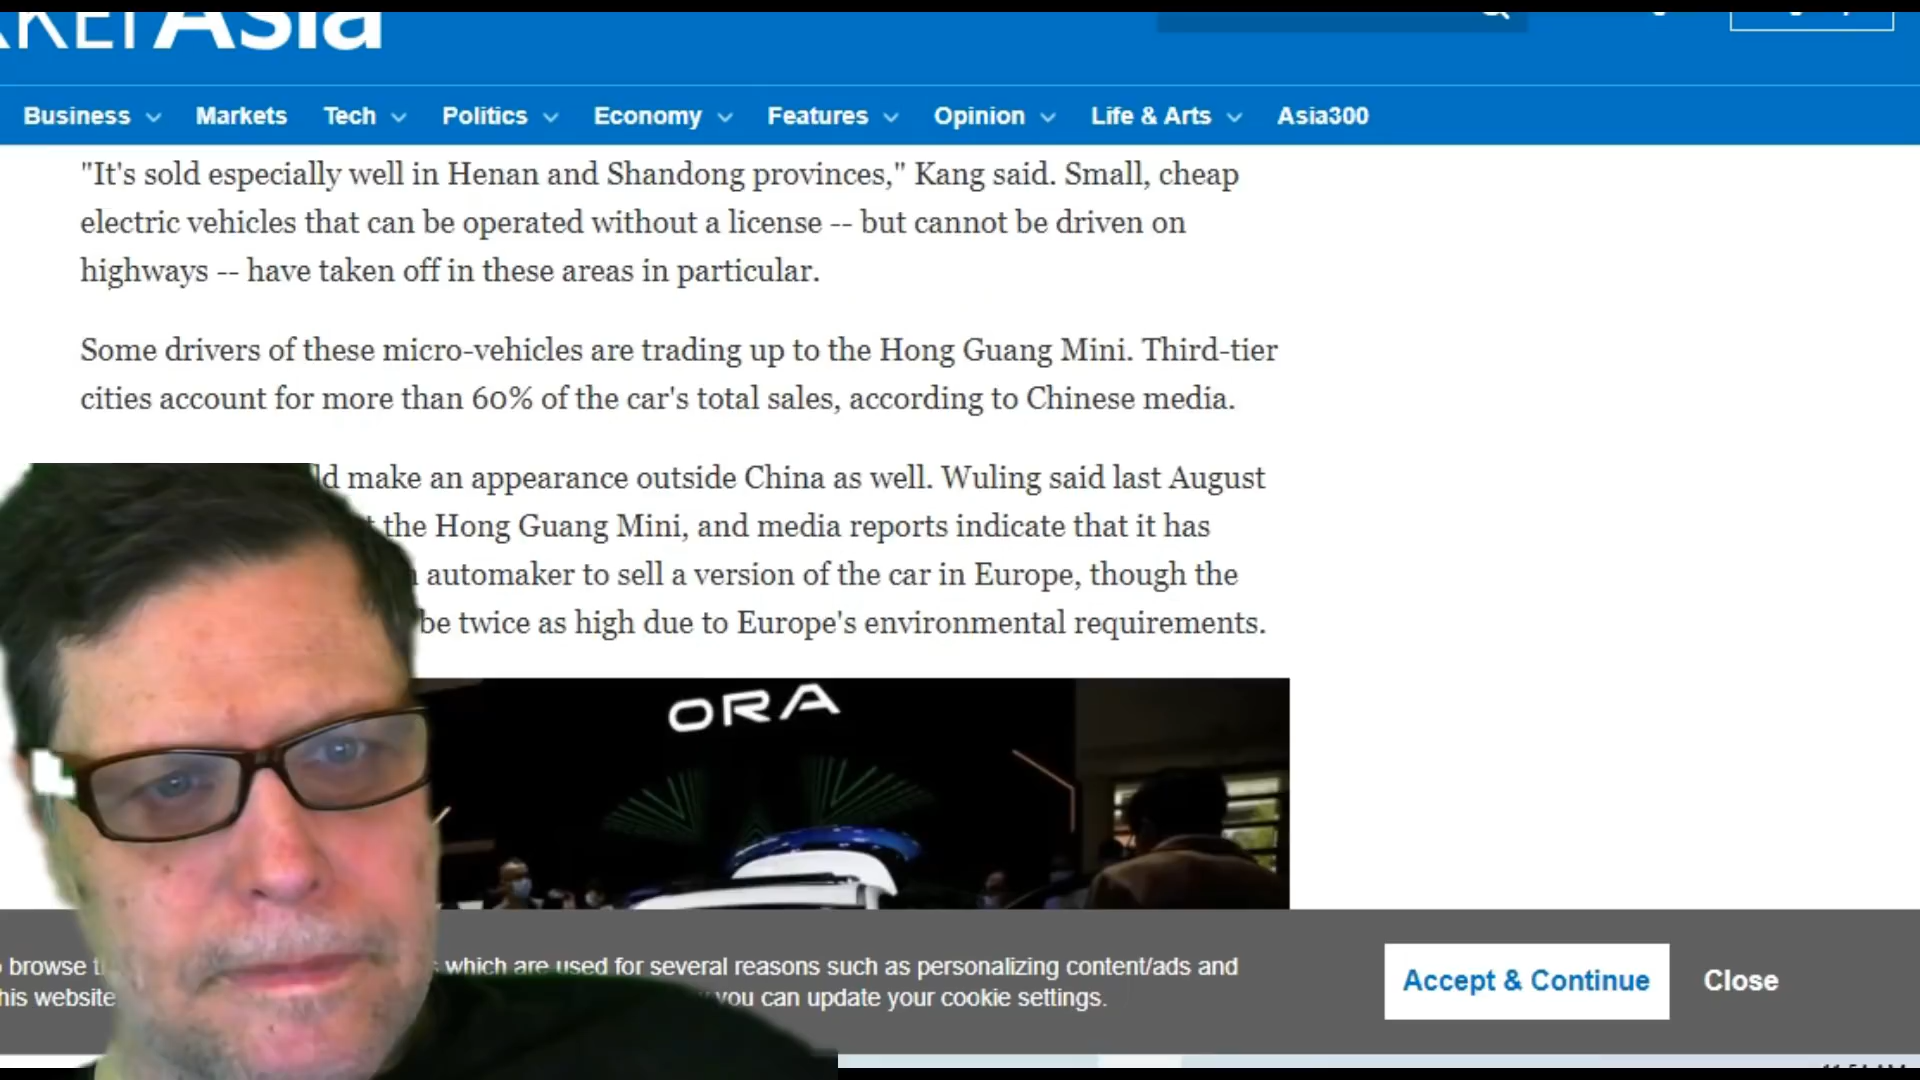 Asia
Business Markets Tech Politics Economy Features Opinion Life & Arts Asia300
"It's sold especially well in Henan and Shandong provinces," Kang said. Small, cheap
electric vehicles that can be operated without a license -- but cannot be driven on
highways -- have taken off in these areas in particular.
Some drivers of these micro-vehicles are trading up to the Hong Guang Mini. Third-tier
cities account for more than 60% of the car's total sales, according to Chinese media.
make an appearance outside China as well. Wuling said last August
the Hong Guang Mini, and media reports indicate that it has
automaker to sell a version of the car in Europe, though the
be twice as high due to Europe's environmental requirements.
ORA
browse which are used for several reasons such as personalizing content/ads and
website you can update your cookie settings.
Accept & Continue
Close